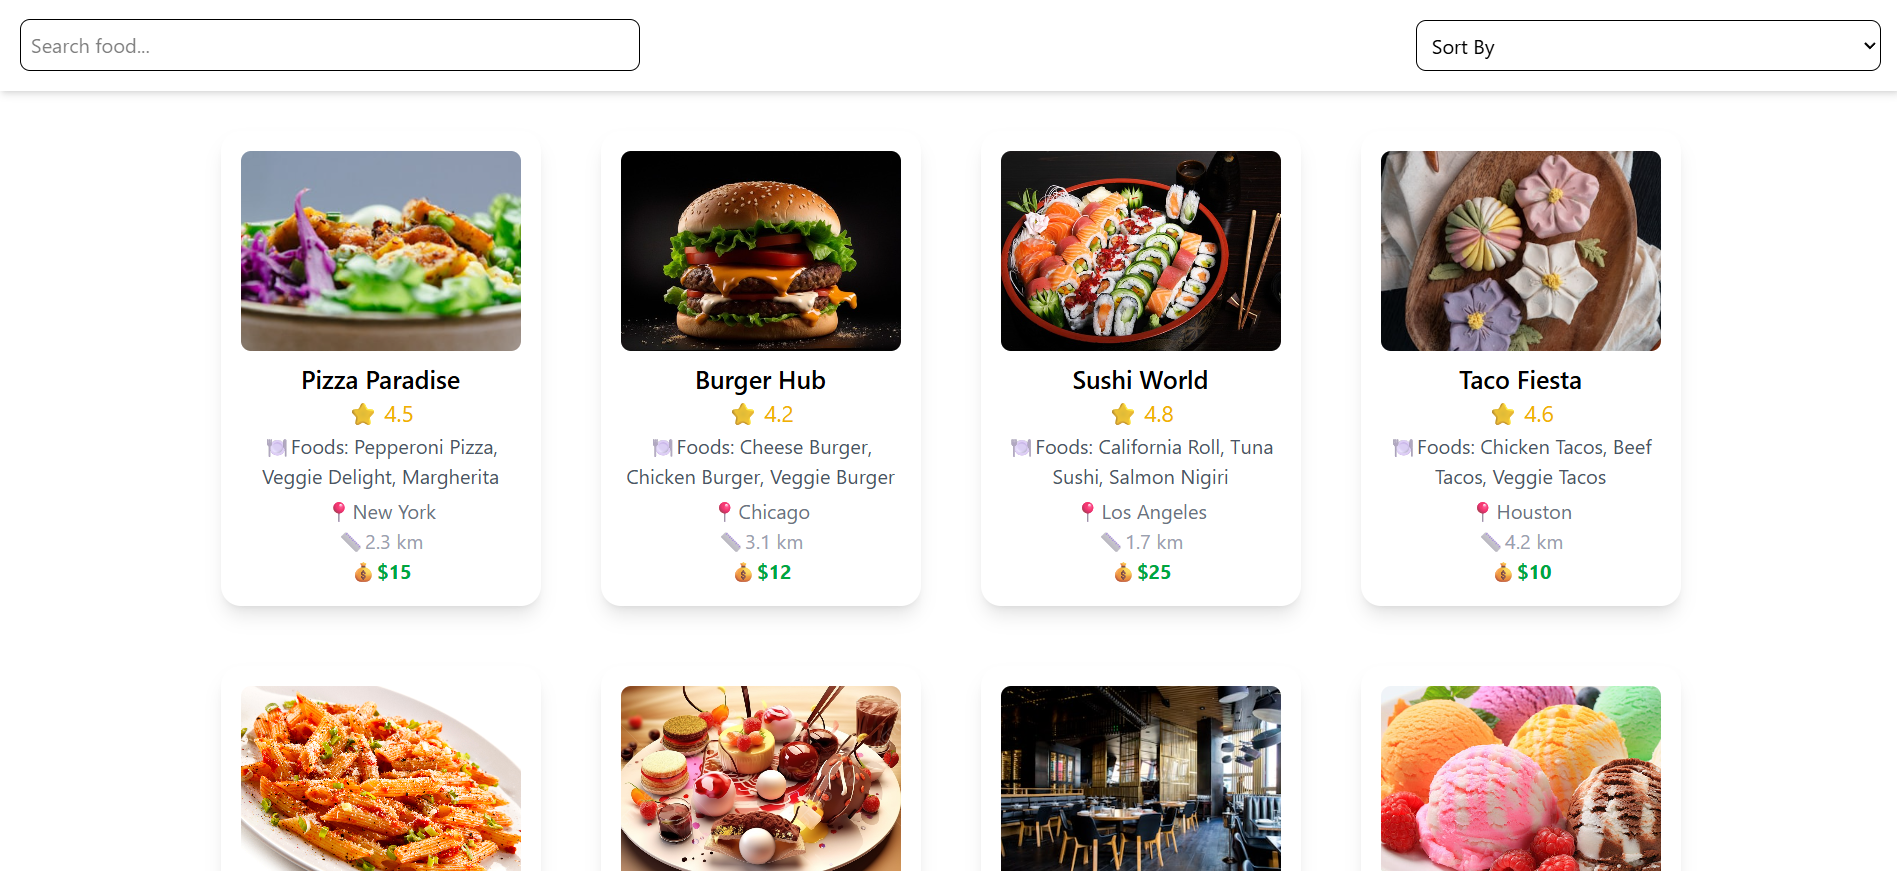 Search food...
Sort By
Pizza Paradise
⭐ 4.5
🍽️ Foods: Pepperoni Pizza,
Veggie Delight, Margherita
📍 New York
📏 2.3 km
💰 $15
Burger Hub
⭐ 4.2
🍽️ Foods: Cheese Burger,
Chicken Burger, Veggie Burger
📍 Chicago
📏 3.1 km
💰 $12
Sushi World
⭐ 4.8
🍽️ Foods: California Roll, Tuna
Sushi, Salmon Nigiri
📍 Los Angeles
📏 1.7 km
💰 $25
Taco Fiesta
⭐ 4.6
🍽️ Foods: Chicken Tacos, Beef
Tacos, Veggie Tacos
📍 Houston
📏 4.2 km
💰 $10